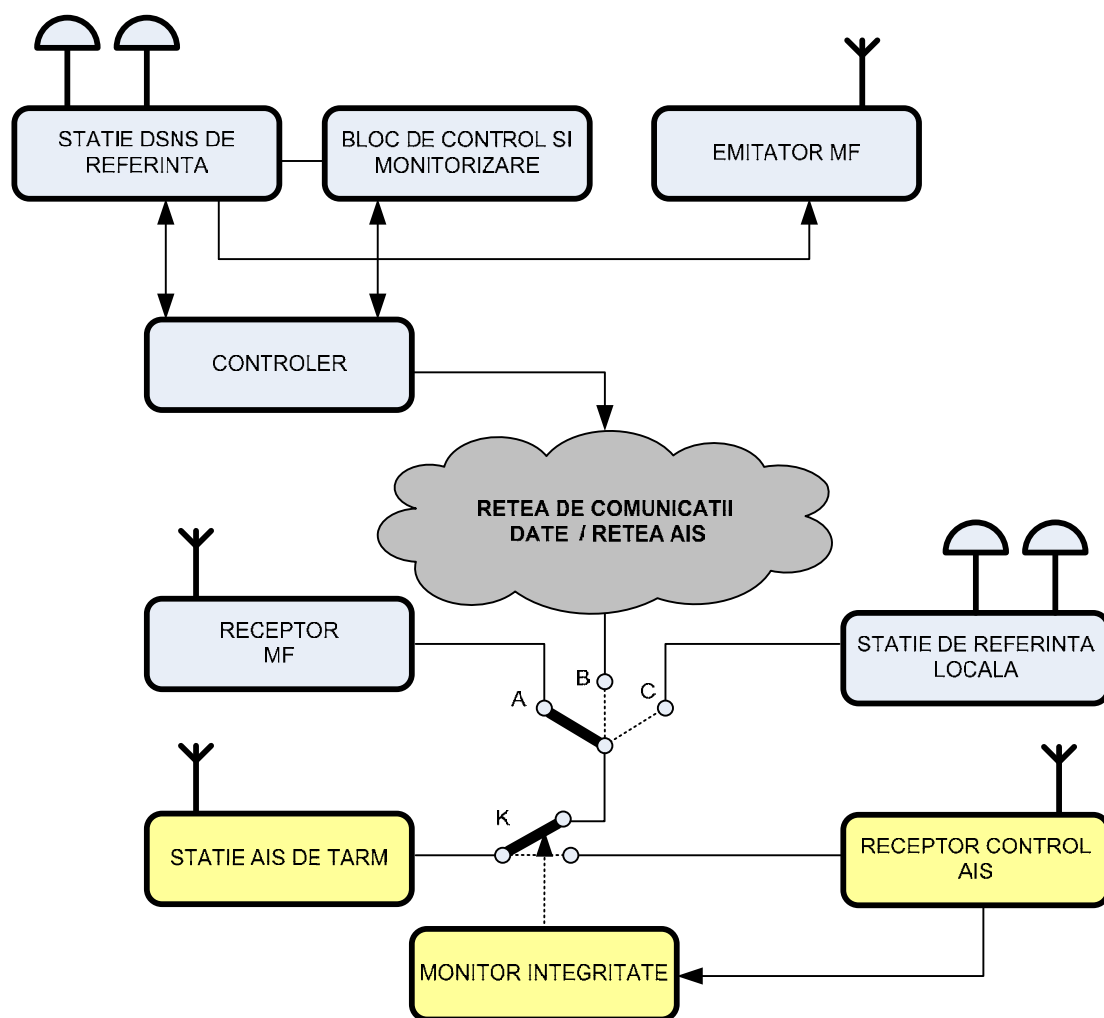 STATIE DSNS DE
REFERINTA
BLOC DE CONTROL SI
MONITORIZARE
EMITATOR MF
CONTROLER
RETEA DE COMUNICATII
DATE / RETEA AIS
RECEPTOR
MF
STATIE DE REFERINTA
LOCALA
B
A
C
K
STATIE AIS DE TARM
RECEPTOR CONTROL
AIS
MONITOR INTEGRITATE